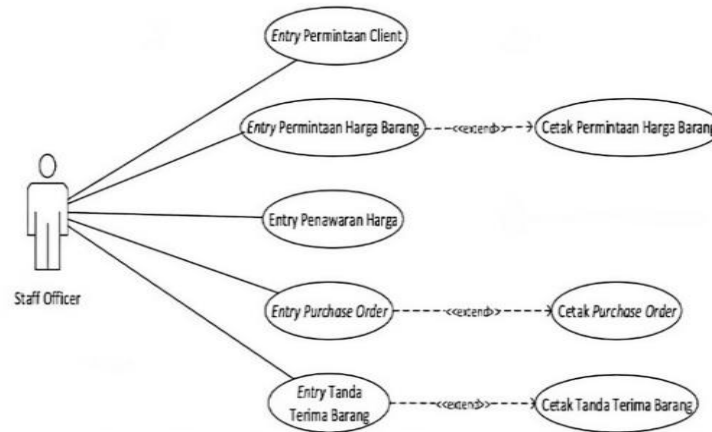 Entry Permintaan Client
Entry Permintaan Harga Barang
<<extend>>
Cetak Permintaan Harga Barang
Entry Penawaran Harga
Staff Officer
Entry Purchase Order
<<extend>>
Cetak Purchase Order
Entry Tanda
Terima Barang
<<extend>>
Cetak Tanda Terima Barang